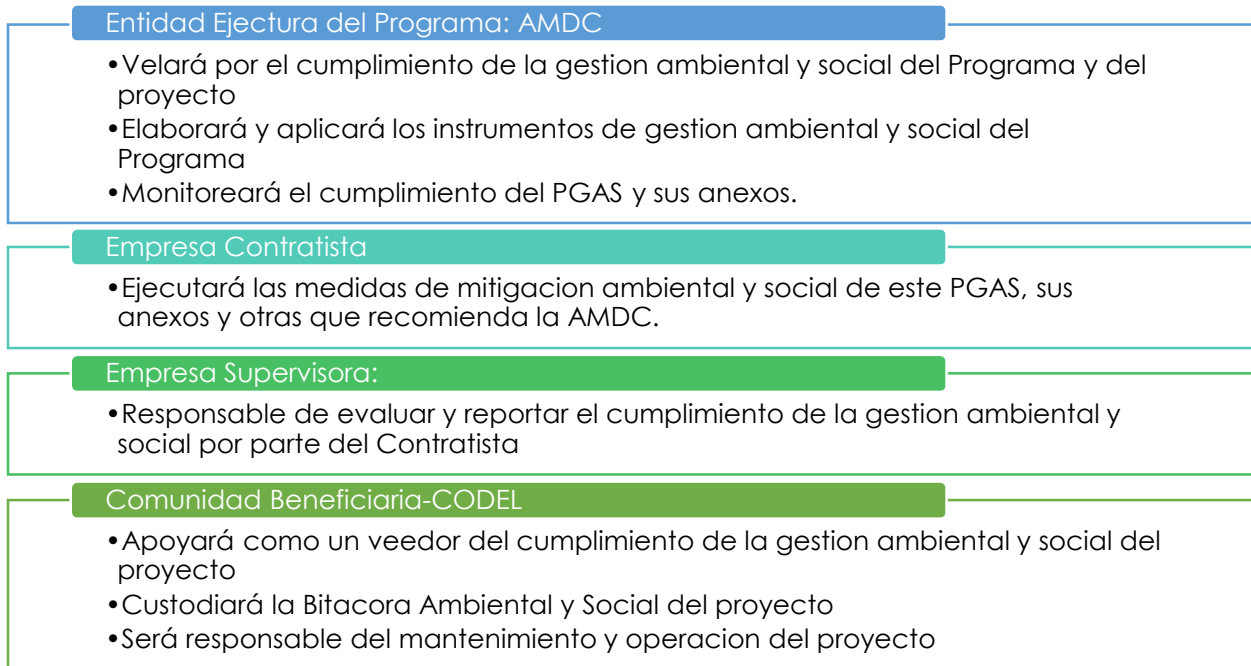 Entidad Ejectura del Programa: AMDC
•Velará por el cumplimiento de la gestion ambiental y social del Programa y del
proyecto
•Elaborará y aplicará los instrumentos de gestion ambiental y social del
Programa
•Monitoreará el cumplimiento del PGAS y sus anexos.
Empresa Contratista
•Ejecutará las medidas de mitigacion ambiental y social de este PGAS, sus
anexos y otras que recomienda la AMDC.
Empresa Supervisora:
•Responsable de evaluar y reportar el cumplimiento de la gestion ambiental y
social por parte del Contratista
Comunidad Beneficiaria-CODEL
•Apoyará como un veedor del cumplimiento de la gestion ambiental y social del
proyecto
•Custodiará la Bitacora Ambiental y Social del proyecto
•Será responsable del mantenimiento y operacion del proyecto